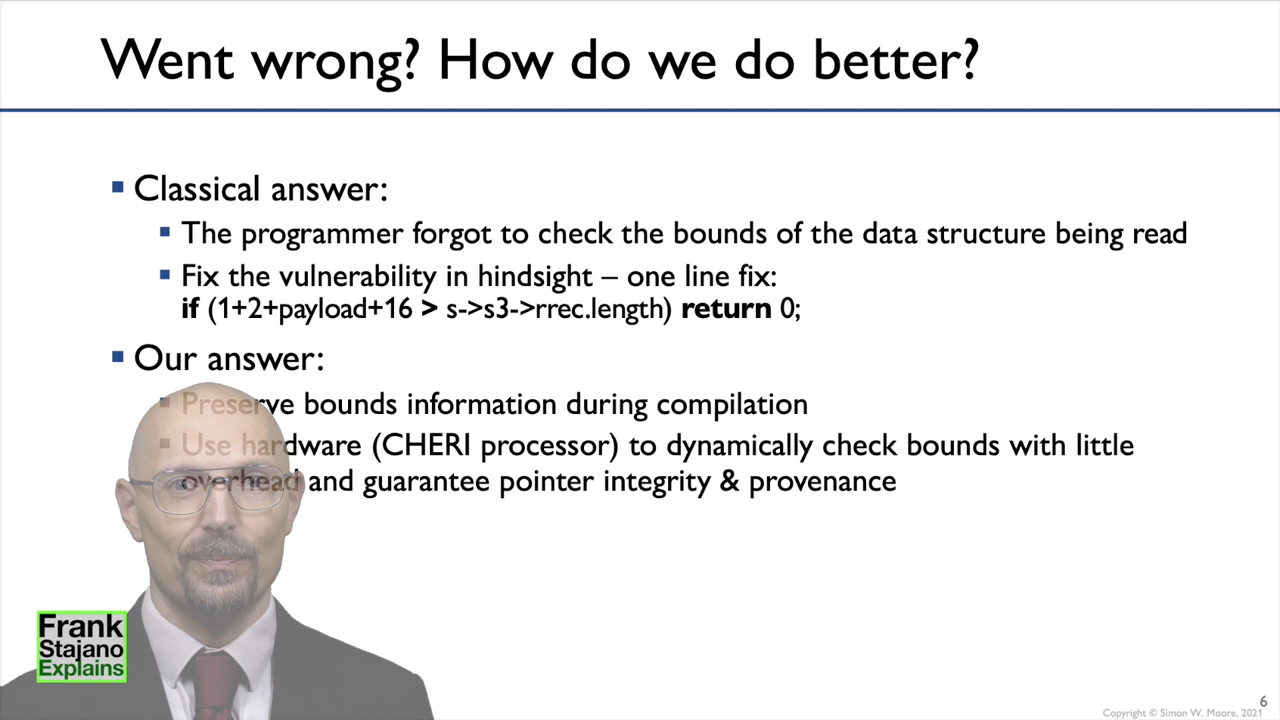 Went wrong? How do we do better?
Classical answer:
The programmer forgot to check the bounds of the data structure being read
Fix the vulnerability in hindsight – one line fix:
if (1+2+payload+16 > s->s3->rrec.length) return 0;
Our answer:
Preserve bounds information during compilation
Use hardware (CHERI processor) to dynamically check bounds with little
overhead and guarantee pointer integrity & provenance
Frank
Stajano
Explains
6
Copyright © Simon W. Moore, 2021